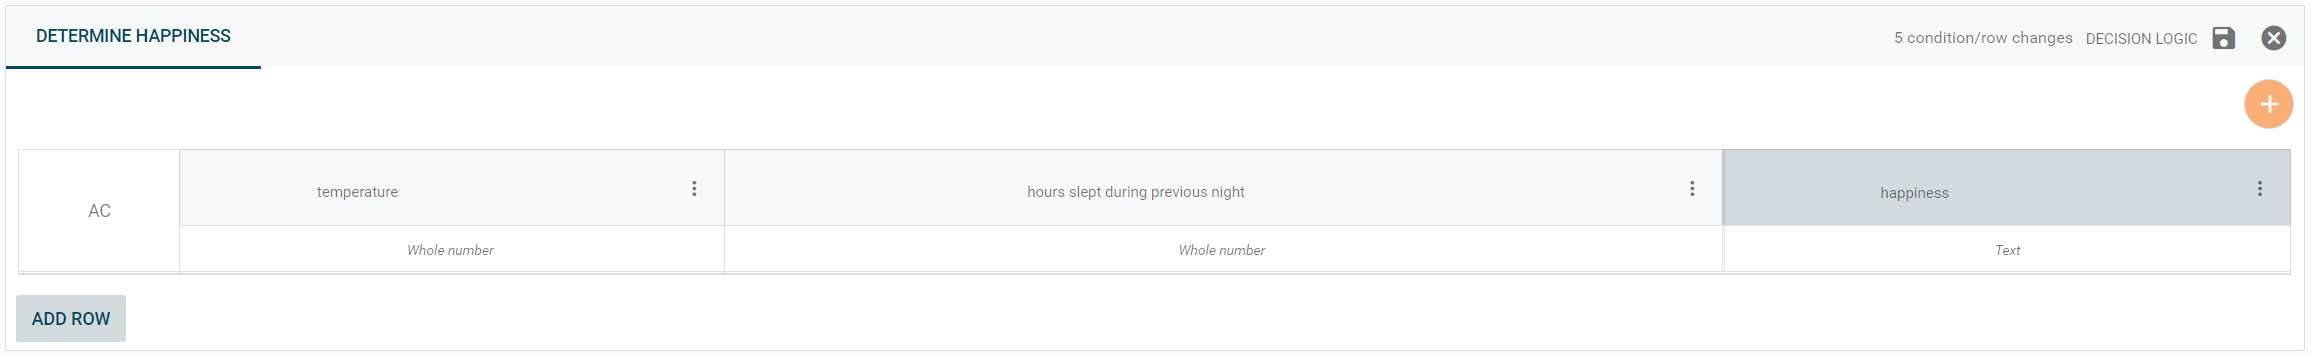 DETERMINE HAPPINESS
5 condition/row changes DECISION LOGIC
AC
temperature
hours slept during previous night
happiness
Whole number
Whole number
Text
ADD ROW